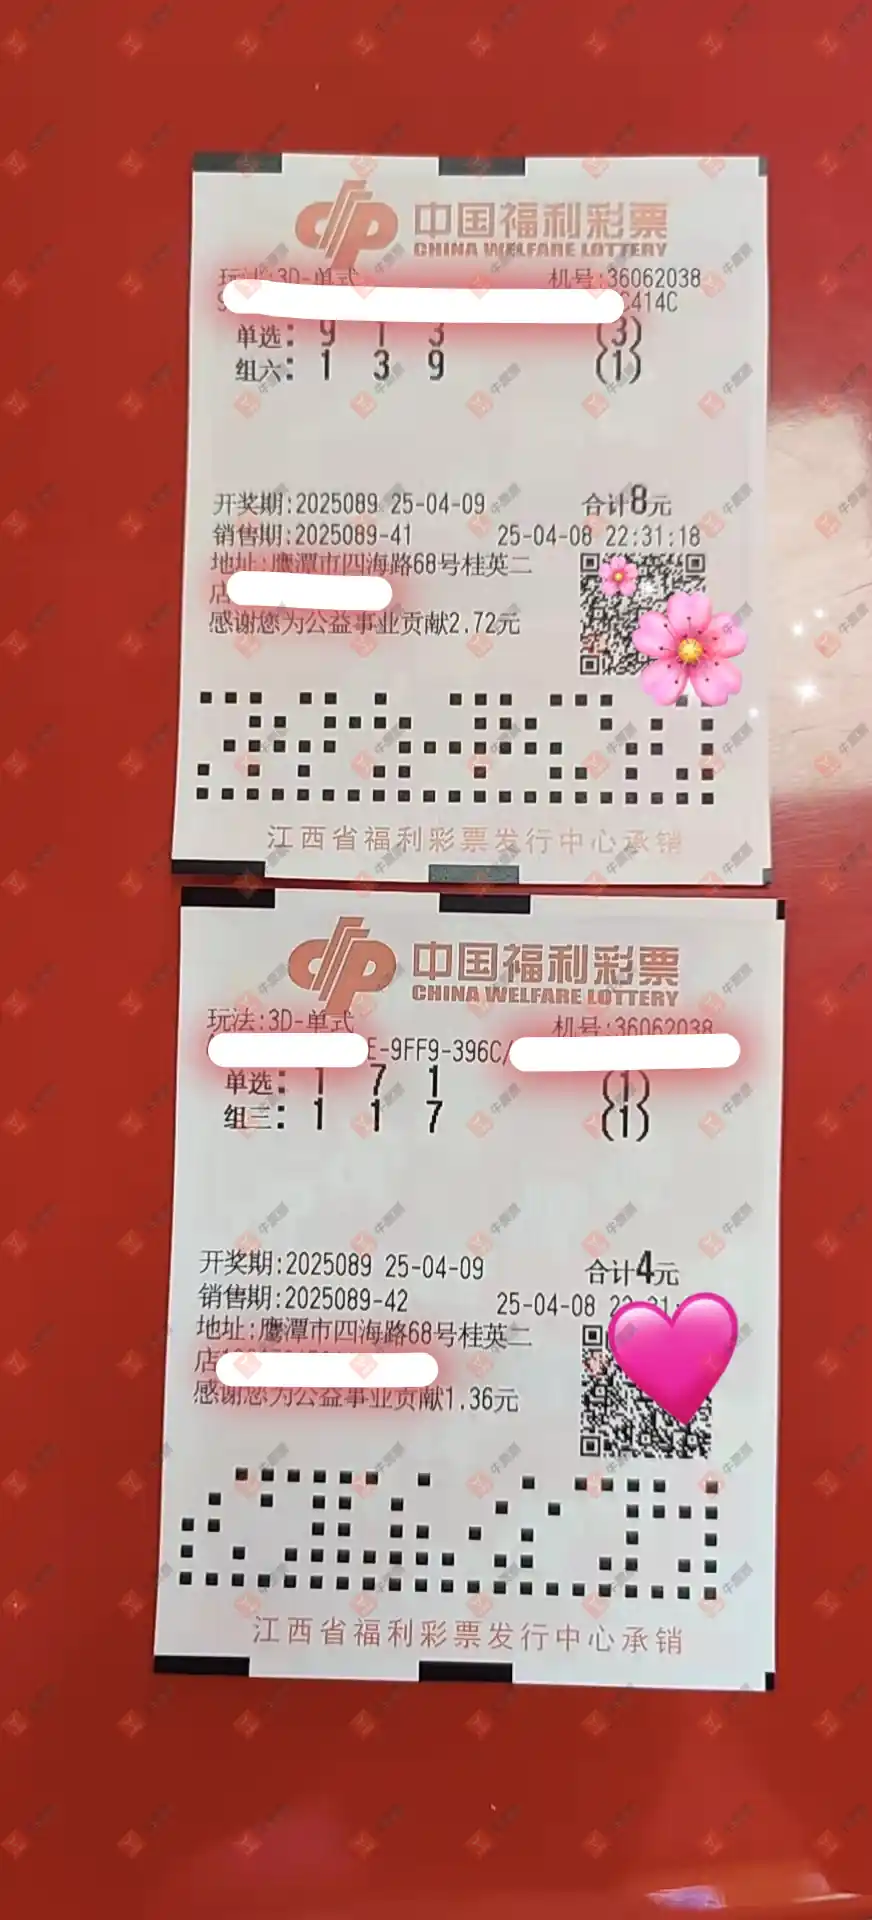 中国福利彩票
CHINA WELFARE LOTTERY
玩法:3D-单式 机号:36062038
C414C
单选: 9 1 3 (3)
组六: 1 3 9 (1)
开奖期:2025089 25-04-09 合计8元
销售期:2025089-41 25-04-08 22:31:18
地址:鹰潭市四海路68号桂英二
店
感谢您为公益事业贡献2.72元
江西省福利彩票发行中心承销
中国福利彩票
CHINA WELFARE LOTTERY
玩法:3D-单式 机号:36062038
E-9FF9-396C/
单选: 1 7 1 (1)
组三: 1 1 7 (1)
开奖期:2025089 25-04-09 合计4元
销售期:2025089-42 25-04-08
地址:鹰潭市四海路68号桂英二
店
感谢您为公益事业贡献1.36元
江西省福利彩票发行中心承销